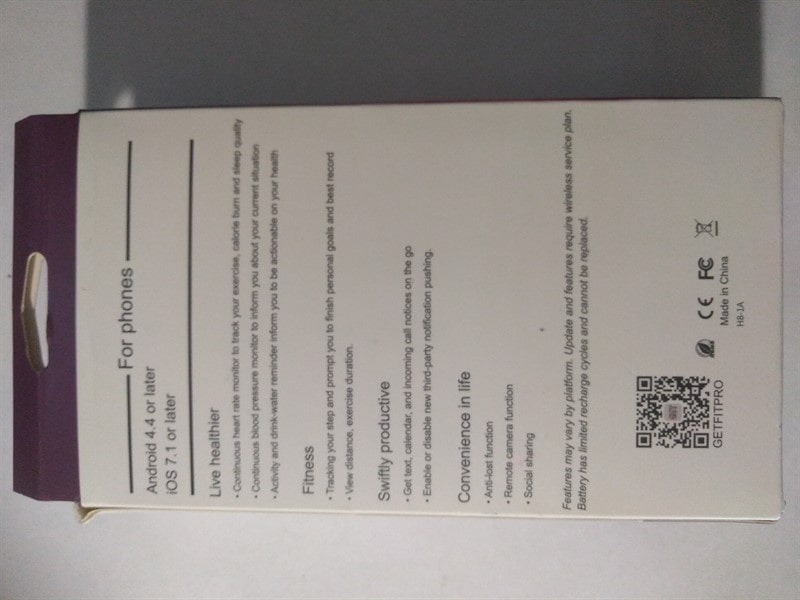 For phones
Android 4.4 or later
iOS 7.1 or later
Live healthier
• Continuous heart rate monitor to track your exercise, calorie burn and sleep quality
• Continuous blood pressure monitor to inform you about your current situation
• Activity and drink-water reminder inform you to be actionable on your health
Fitness
• Tracking your step and prompt you to finish personal goals and best record
• View distance, exercise duration.
Swiftly productive
• Get text, calendar, and incoming call notices on the go
• Enable or disable new third-party notification pushing.
Convenience in life
• Anti-lost function
• Remote camera function
• Social sharing
Features may vary by platform. Update and features require wireless service plan.
Battery has limited recharge cycles and cannot be replaced.
GETFITPRO
CE FC
Made in China
H8-JA